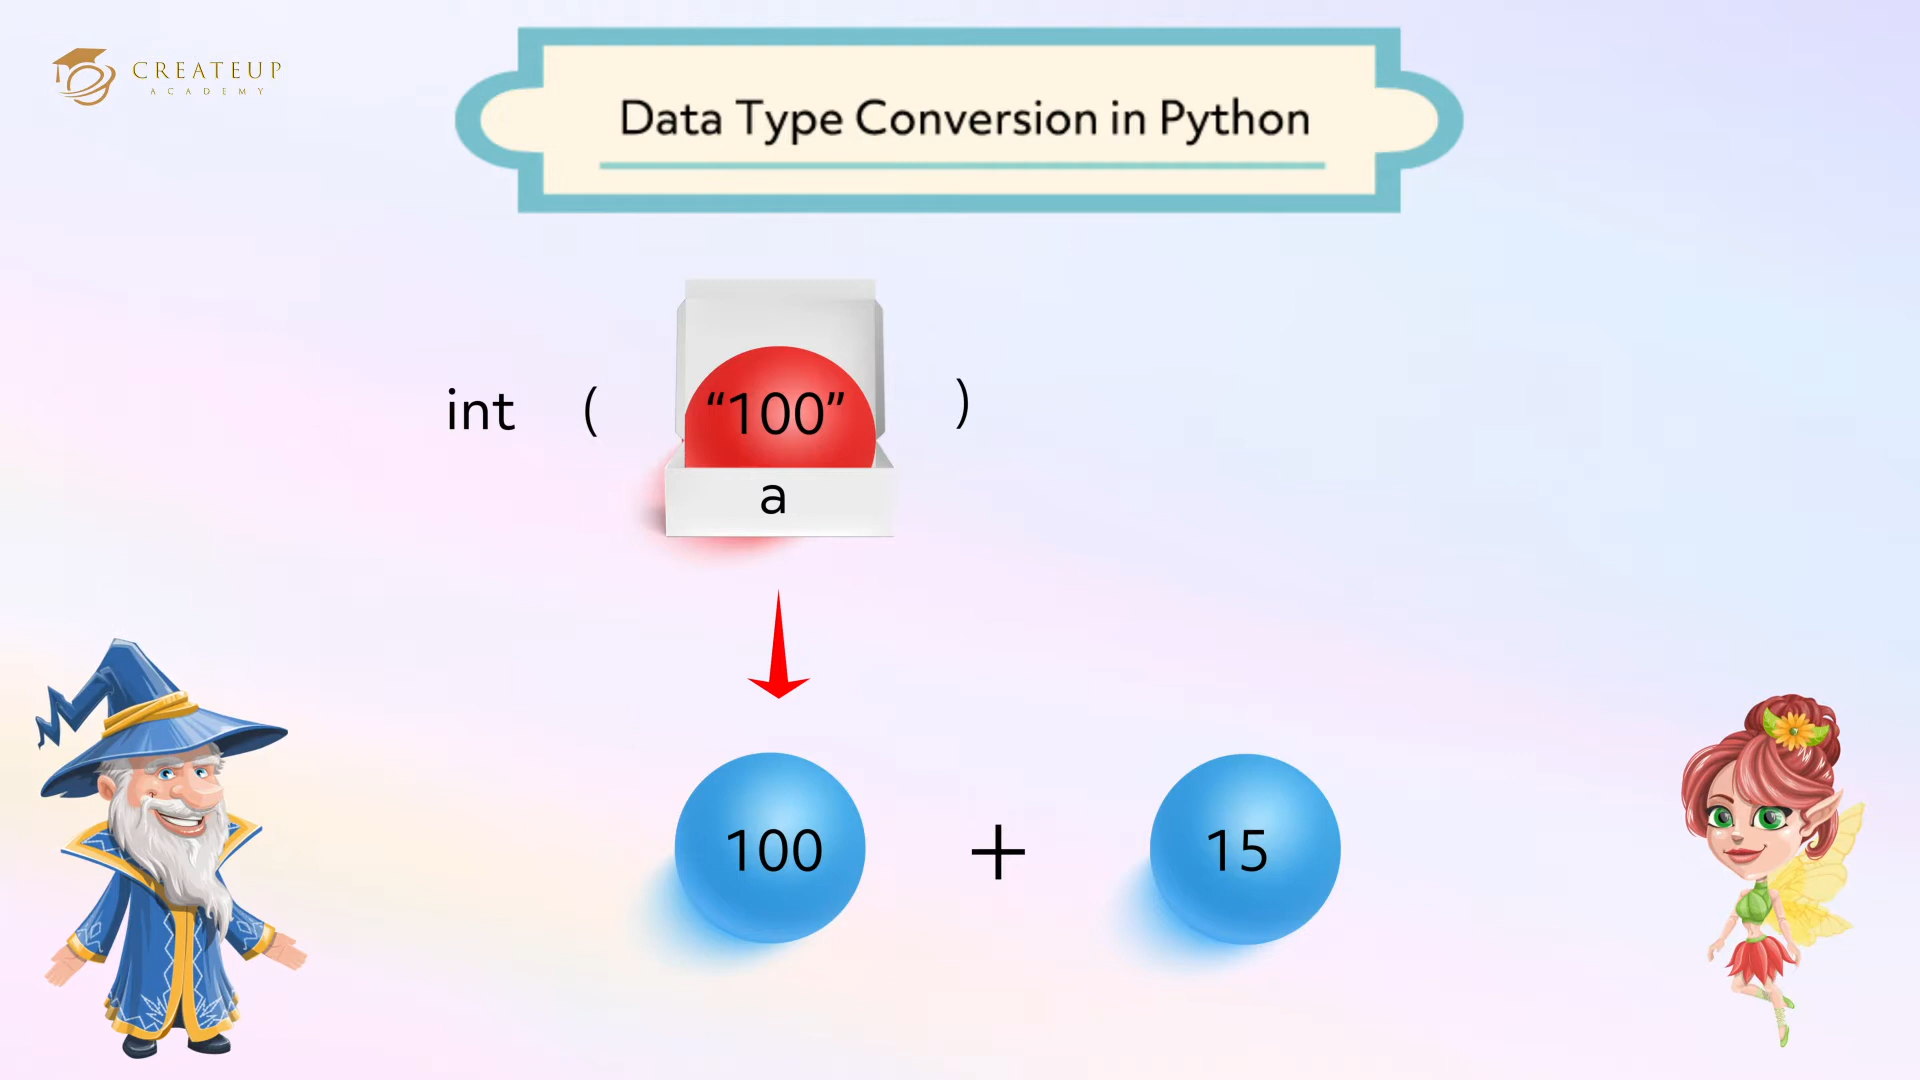 CREATEUP
ACADEMY
Data Type Conversion in Python
int ( “100” )
a
100 + 15